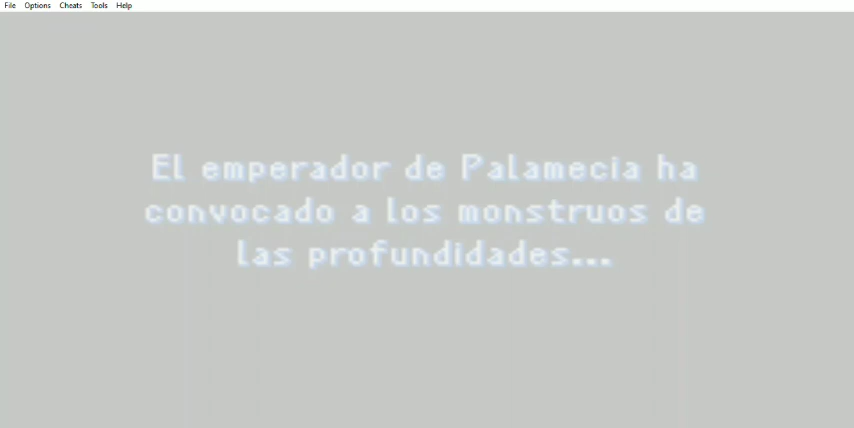 File Options Cheats Tools Help
El emperador de Palamecia ha
convocado a los monstruos de
las profundidades...